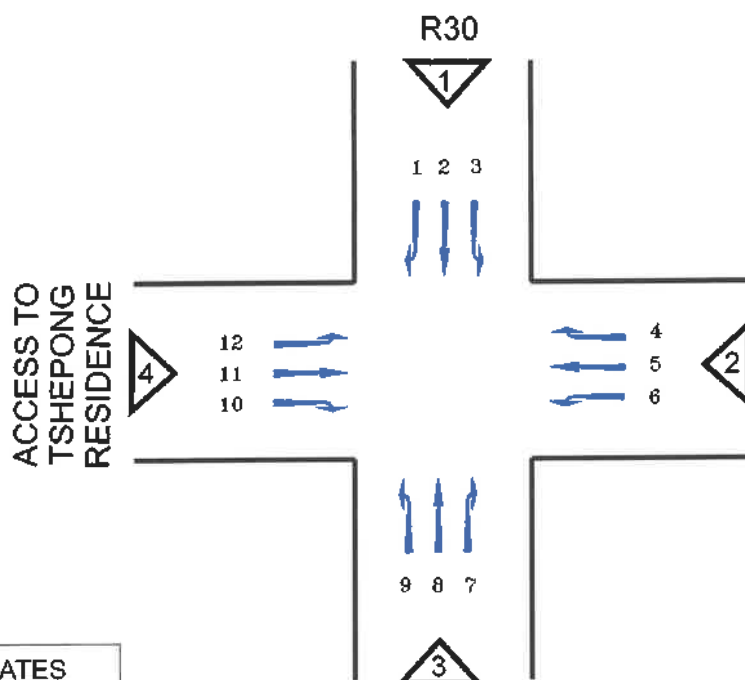 R30
1
1 2 3
ACCESS TO
TSHEPONG
RESIDENCE
4
12
11
10
4
5
6
2
9 8 7
3
ATES